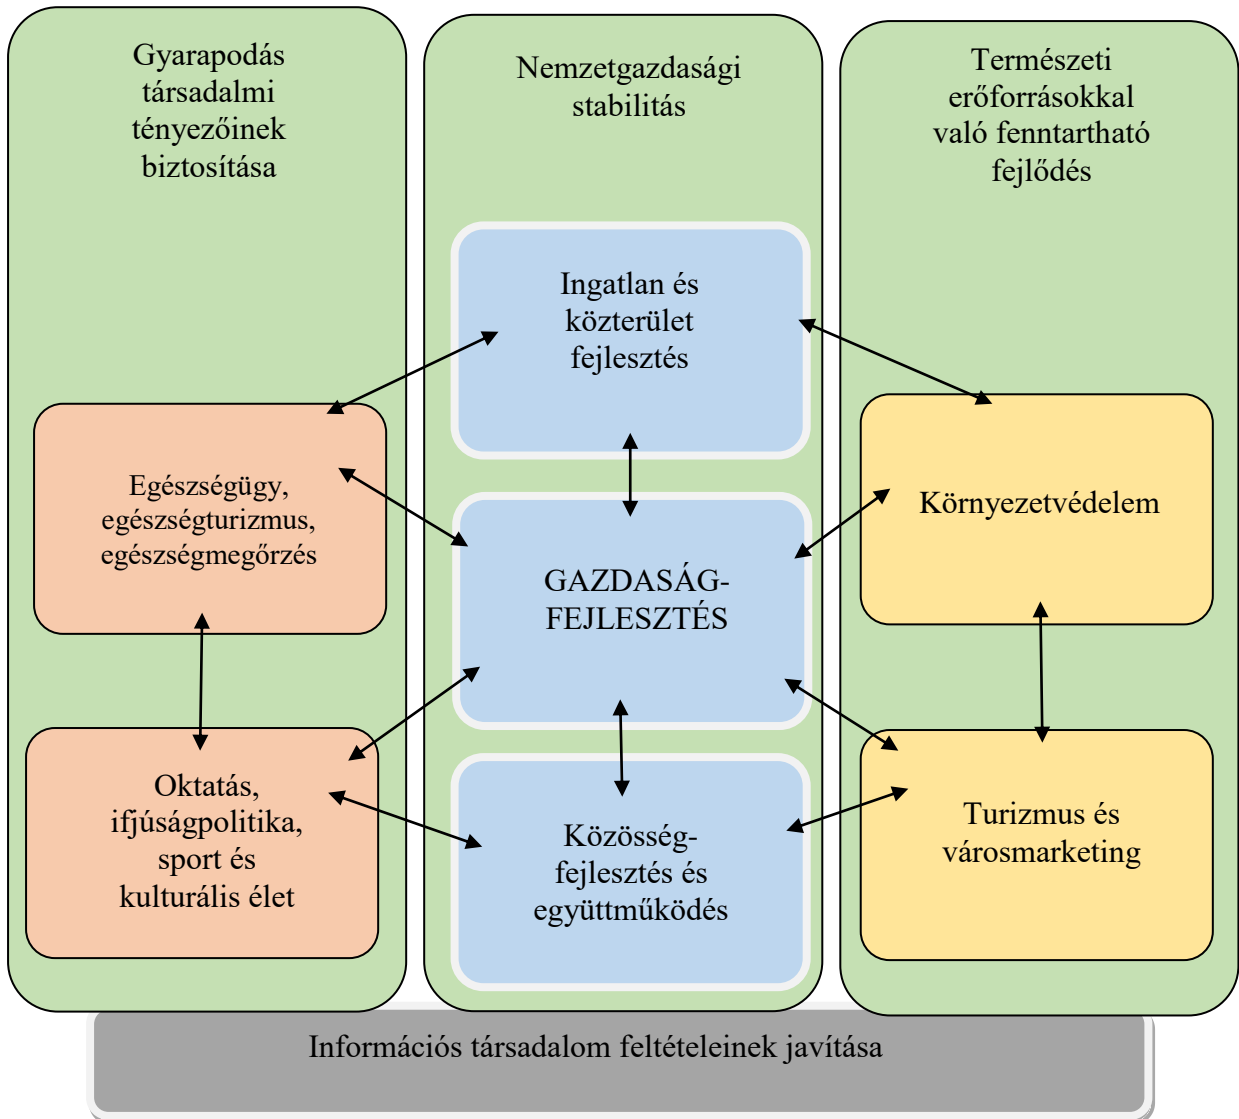 Gyarapodás
társadalmi
tényezőinek
biztosítása
Nemzetgazdasági
stabilitás
Természeti
erőforrásokkal
való fenntartható
fejlődés
Ingatlan és
közterület
fejlesztés
Egészségügy,
egészségturizmus,
egészségmegőrzés
GAZDASÁG-
FEJLESZTÉS
Környezetvédelem
Oktatás,
ifjúságpolitika,
sport és
kulturális élet
Közösség-
fejlesztés és
együttműködés
Turizmus és
városmarketing
Információs társadalom feltételeinek javítása